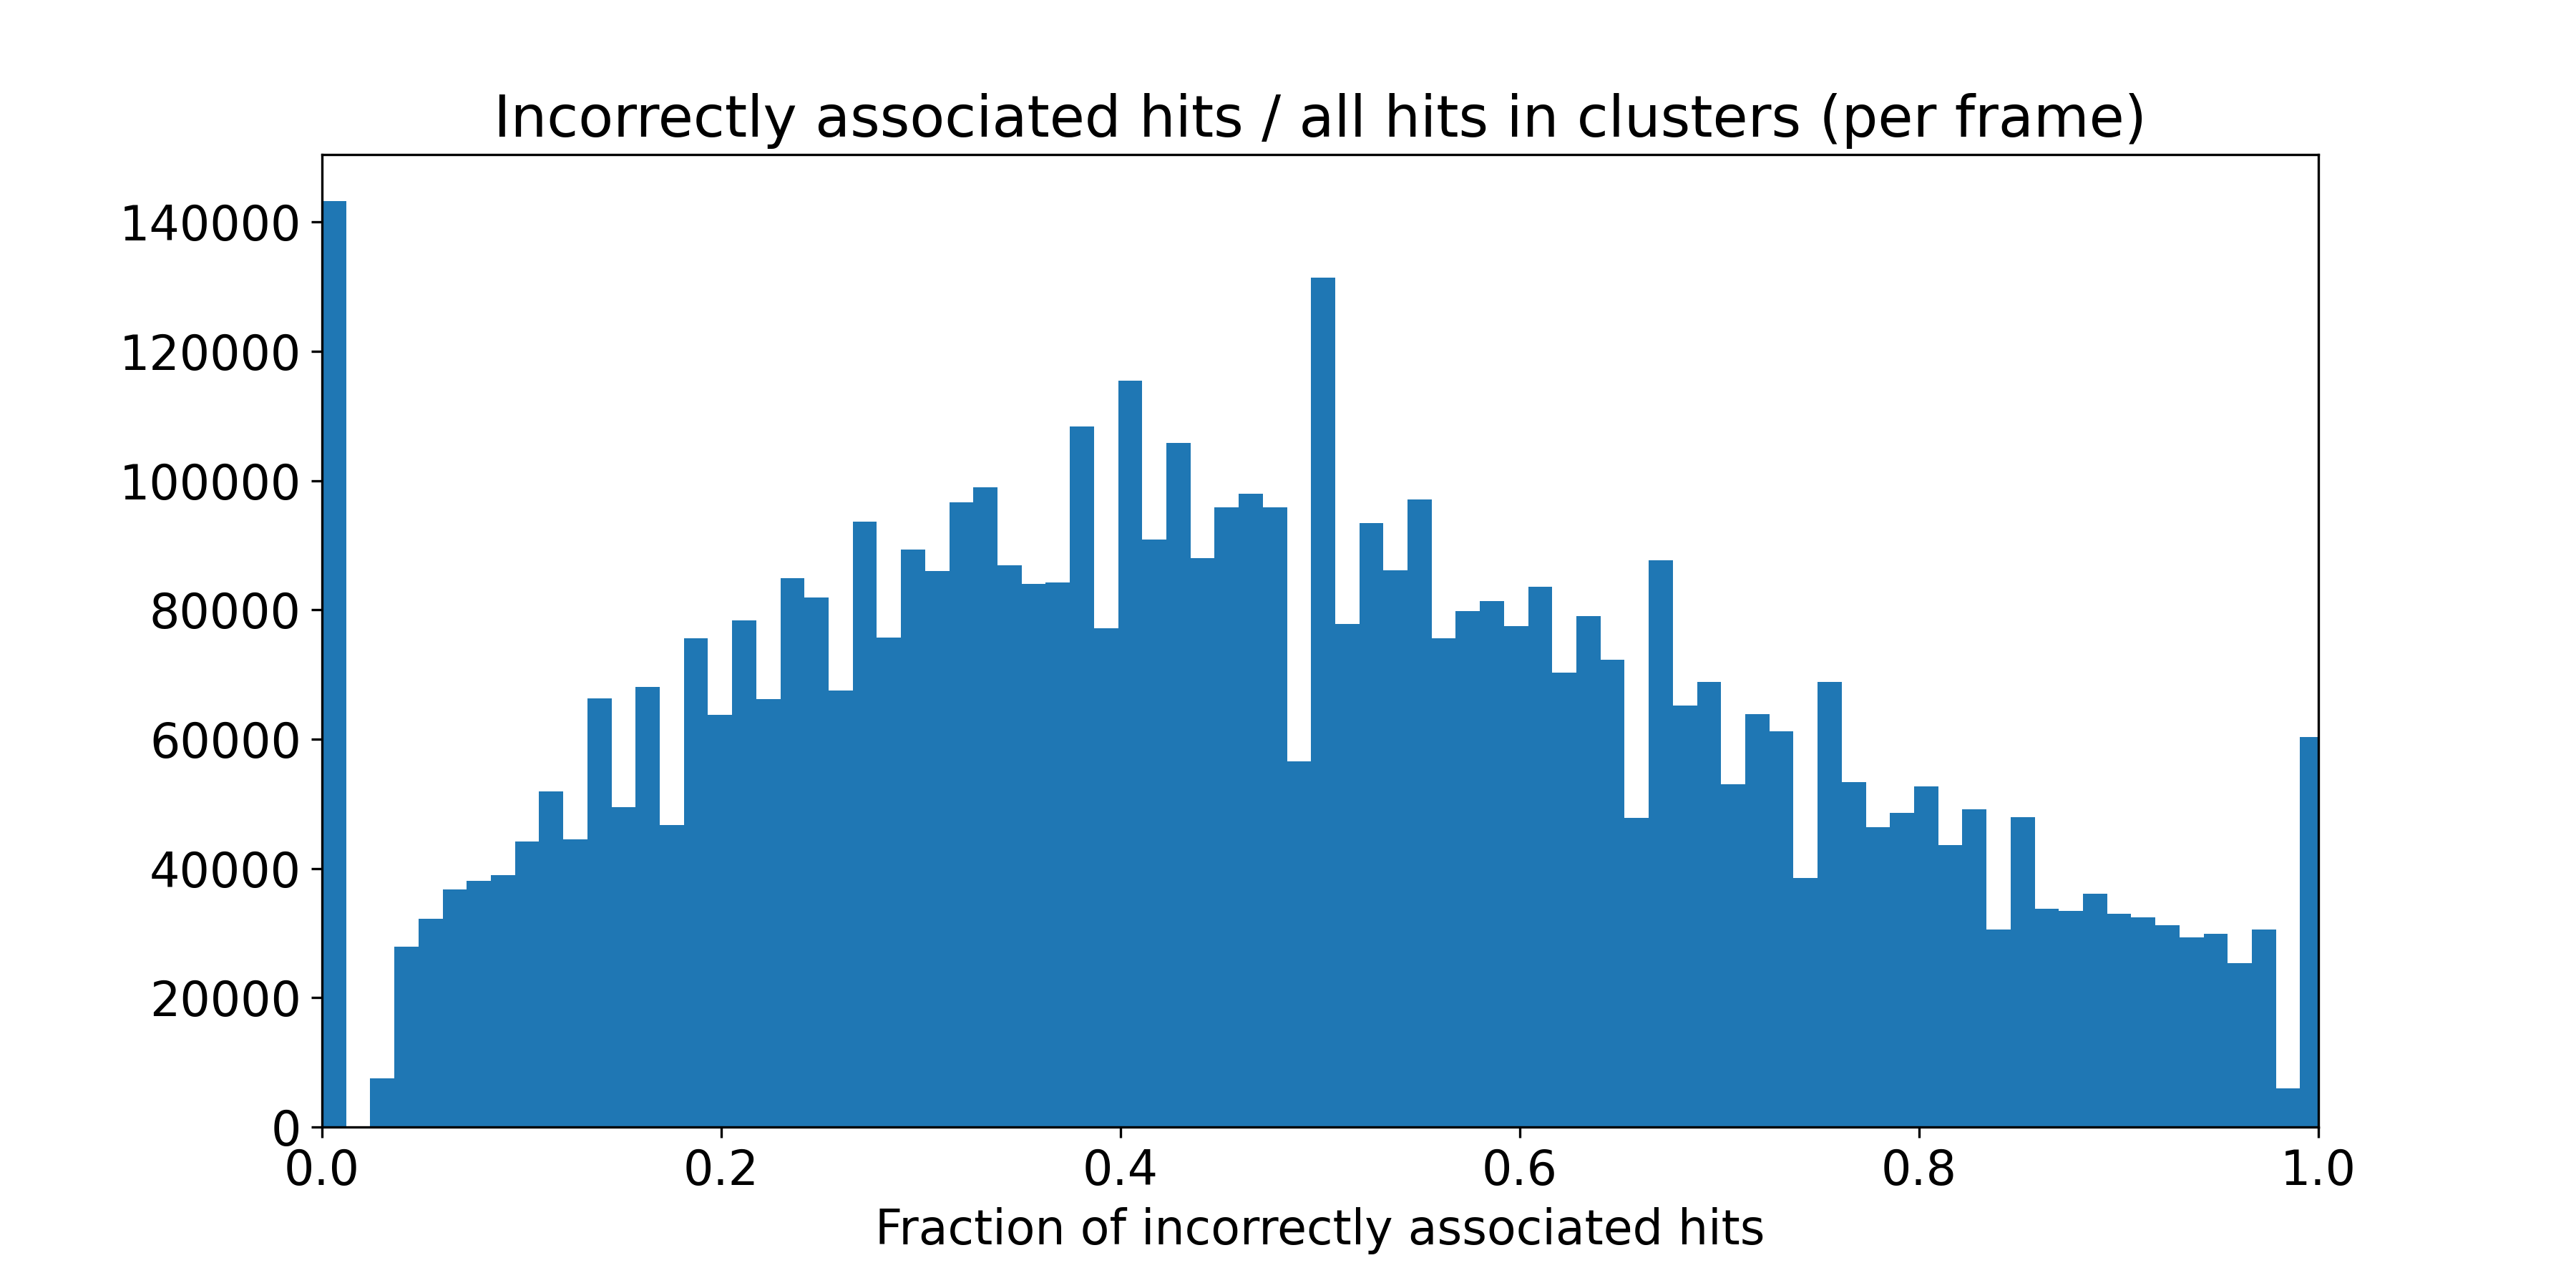 Incorrectly associated hits / all hits in clusters (per frame)
140000
120000
100000
80000
60000
40000
20000
0
0.0 0.2 0.4 0.6 0.8 1.0
Fraction of incorrectly associated hits